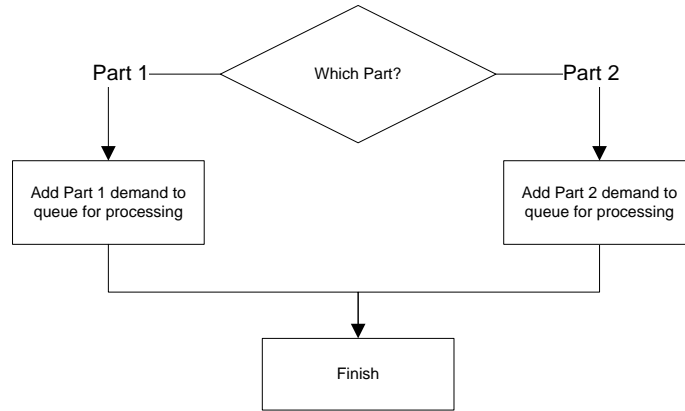 Part 1
Which Part?
Part 2
Add Part 1 demand to
queue for processing
Add Part 2 demand to
queue for processing
Finish